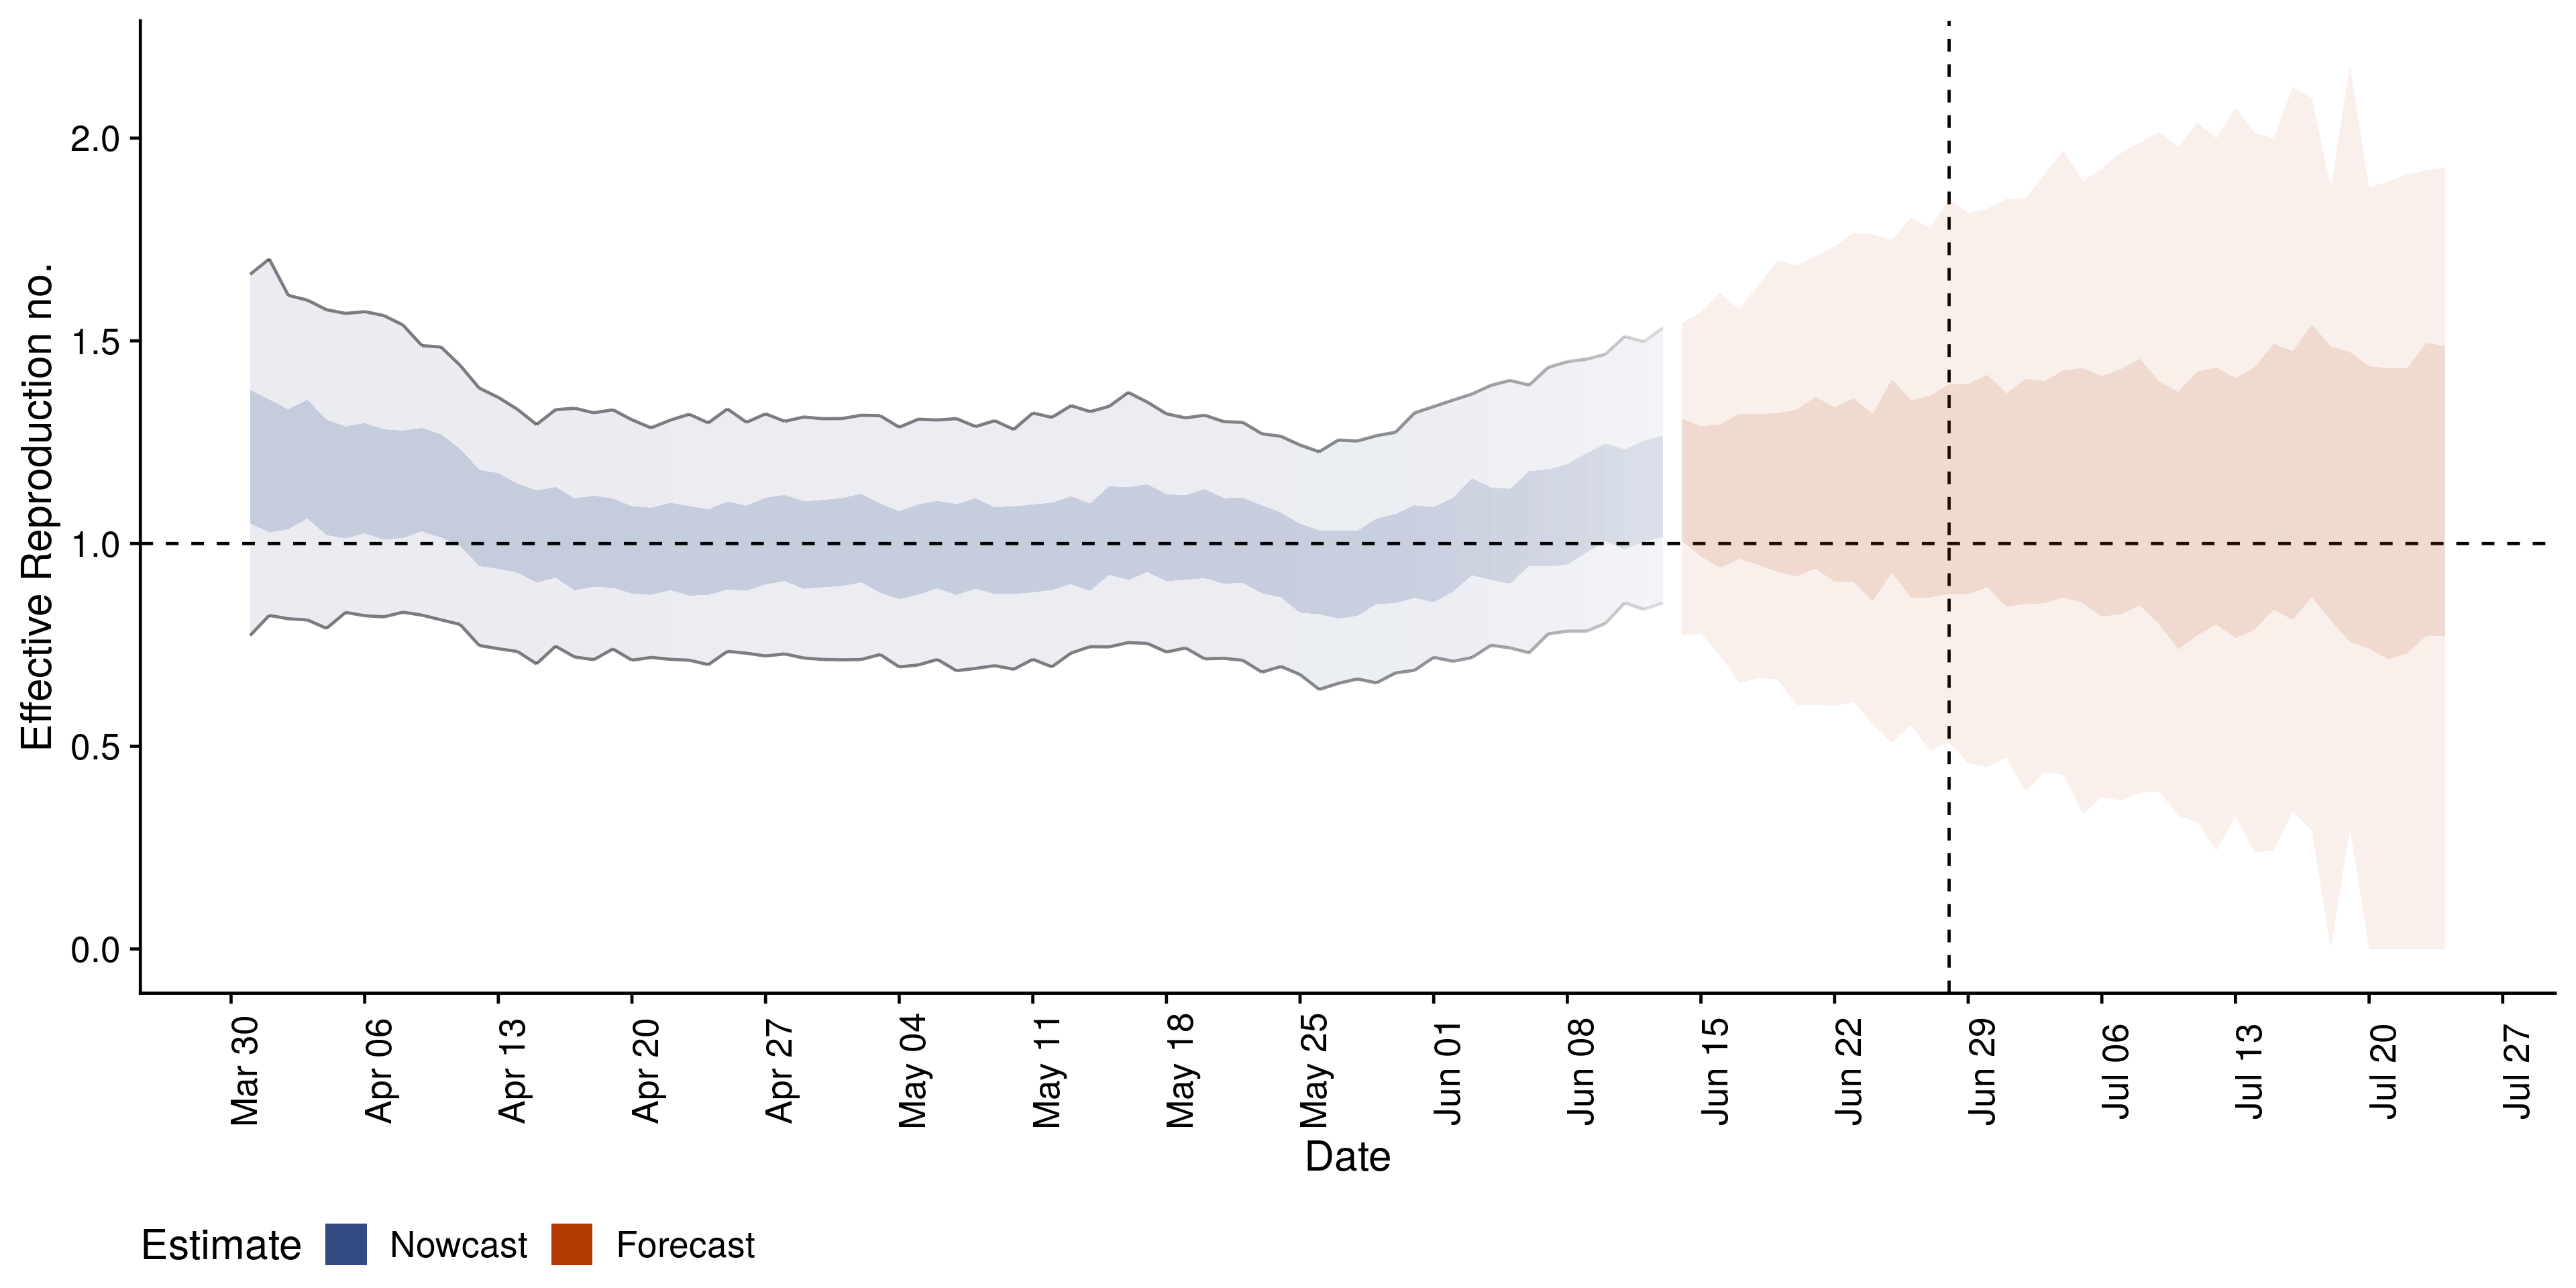 Effective Reproduction no.
2.0
1.5
1.0
0.5
0.0
Mar 30
Apr 06
Apr 13
Apr 20
Apr 27
May 04
May 11
May 18
May 25
Jun 01
Jun 08
Jun 15
Jun 22
Jun 29
Jul 06
Jul 13
Jul 20
Jul 27
Date
Estimate Nowcast Forecast